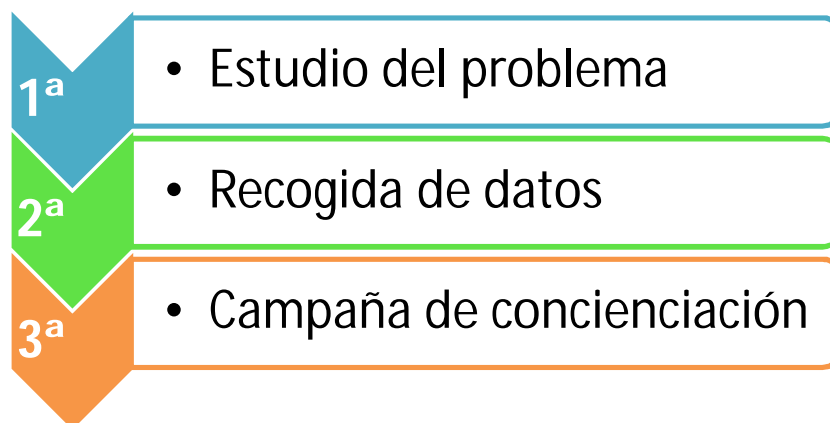 1ª
• Estudio del problema
2ª
• Recogida de datos
3ª
• Campaña de concienciación